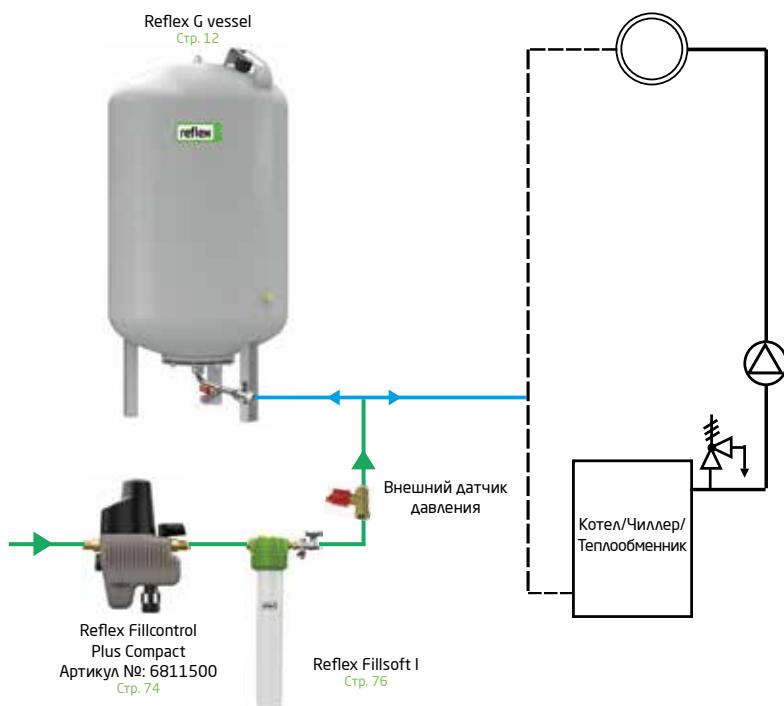 Reflex G vessel
Стр. 12
reflex
Внешний датчик
давления
Котел/Чиллер/
Теплообменник
Reflex Fillcontrol
Plus Compact
Артикул №: 6811500
Стр. 74
Reflex Fillsoft I
Стр. 76